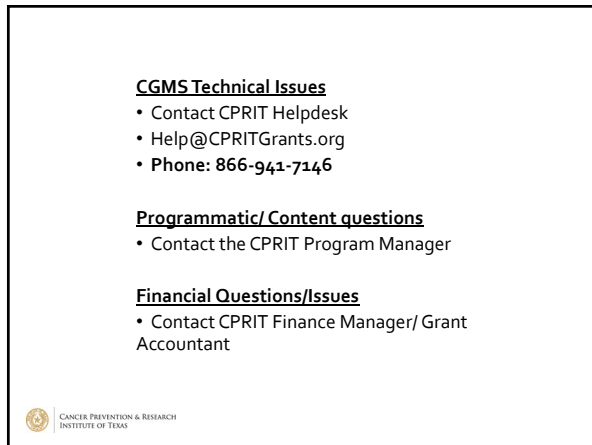 CGMS Technical Issues
• Contact CPRIT Helpdesk
• Help@CPRITGrants.org
• Phone: 866-941-7146
Programmatic/ Content questions
• Contact the CPRIT Program Manager
Financial Questions/Issues
• Contact CPRIT Finance Manager/ Grant
Accountant
CANCER PREVENTION & RESEARCH
INSTITUTE OF TEXAS